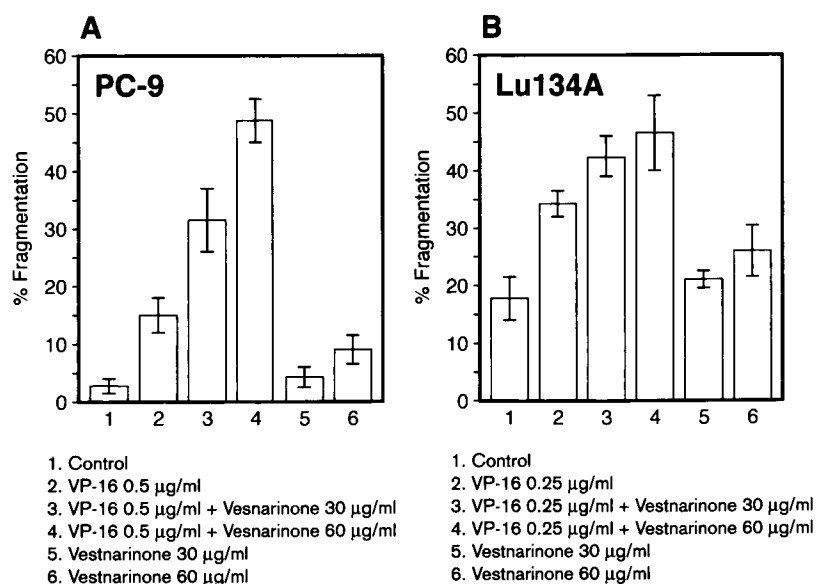 A
PC-9
% Fragmentation
60
50
40
30
20
10
0
1 2 3 4 5 6
1. Control
2. VP-16 0.5 μg/ml
3. VP-16 0.5 μg/ml + Vesnarinone 30 μg/ml
4. VP-16 0.5 μg/ml + Vesnarinone 60 μg/ml
5. Vestnarinone 30 μg/ml
6. Vestnarinone 60 μg/ml
B
Lu134A
% Fragmentation
60
50
40
30
20
10
0
1 2 3 4 5 6
1. Control
2. VP-16 0.25 μg/ml
3. VP-16 0.25 μg/ml + Vestnarinone 30 μg/ml
4. VP-16 0.25 μg/ml + Vestnarinone 60 μg/ml
5. Vestnarinone 30 μg/ml
6. Vestnarinone 60 μg/ml